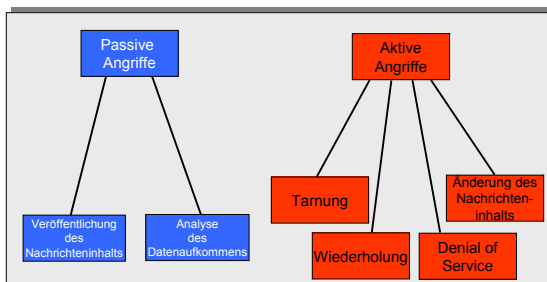 Passive
Angriffe
Veröffentlichung
des
Nachrichteninhalts
Analyse
des
Datenaufkommens
Aktive
Angriffe
Tarnung
Wiederholung
Denial of
Service
Änderung des
Nachrichten-
inhalts